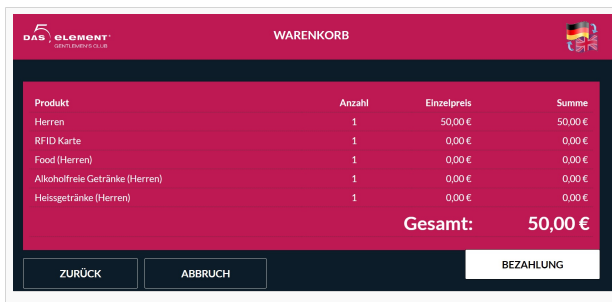 5
DAS ELEMENT
GENTLEMEN'S CLUB
WARENKORB
Produkt Anzahl Einzelpreis Summe
Herren 1 50,00 € 50,00 €
RFID Karte 1 0,00 € 0,00 €
Food (Herren) 1 0,00 € 0,00 €
Alkoholfreie Getränke (Herren) 1 0,00 € 0,00 €
Heissgetränke (Herren) 1 0,00 € 0,00 €
Gesamt: 50,00 €
ZURÜCK ABBRUCH BEZAHLUNG